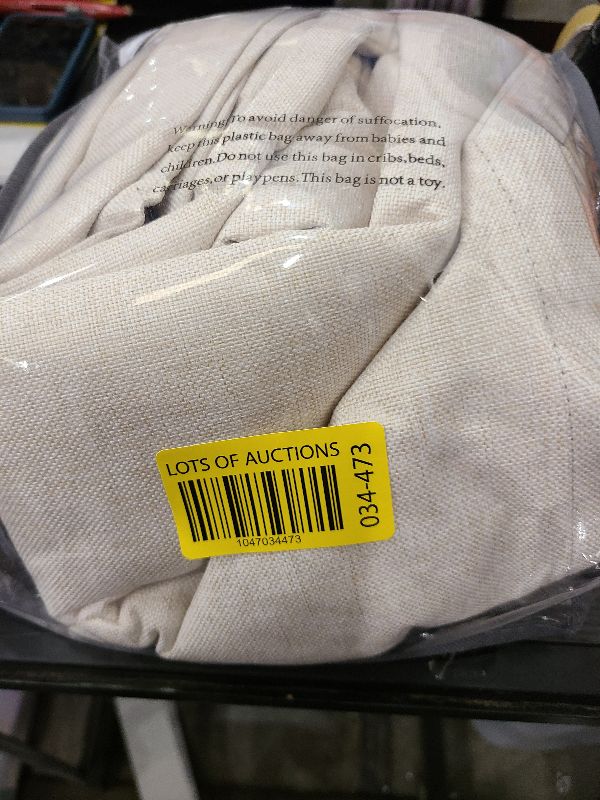 Warning:To avoid danger of suffocation,
keep this plastic bag away from babies and
children.Do not use this bag in cribs,beds,
carriages,or playpens.This bag is not a toy.
LOTS OF AUCTIONS
1047034473
034-473